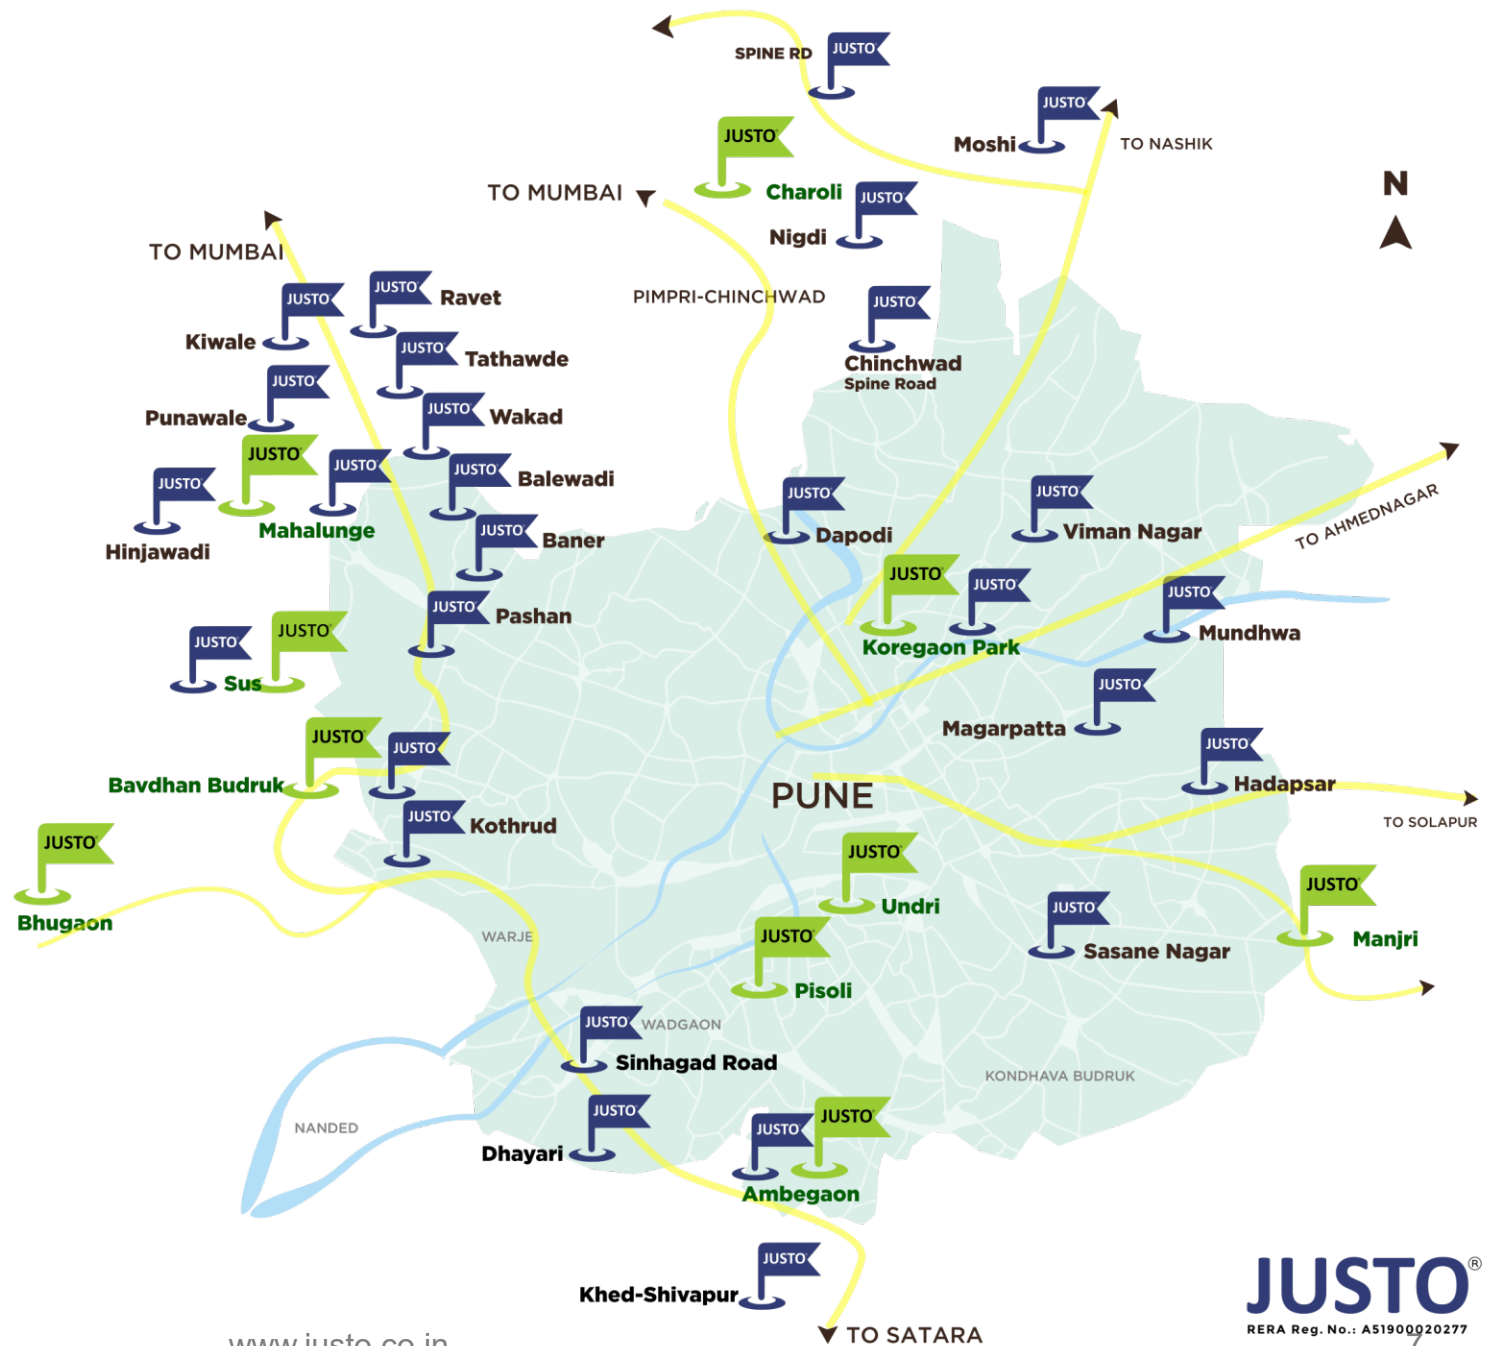 SPINE RD
JUSTO
JUSTO
Moshi
TO NASHIK
JUSTO
Charoli
TO MUMBAI
JUSTO
Nigdi
N
TO MUMBAI
JUSTO
Ravet
JUSTO
Kiwale
PIMPRI-CHINCHWAD
JUSTO
Chinchwad
Spine Road
JUSTO
Tathawde
JUSTO
Punawale
JUSTO
Wakad
JUSTO
Mahalunge
JUSTO
JUSTO
Balewadi
JUSTO
Hinjawadi
JUSTO
Baner
JUSTO
Dapodi
JUSTO
Viman Nagar
TO AHMEDNAGAR
JUSTO
JUSTO
Koregaon Park
JUSTO
Mundhwa
JUSTO
Pashan
JUSTO
JUSTO
Sus
JUSTO
Magarpatta
JUSTO
JUSTO
Bavdhan Budruk
JUSTO
Hadapsar
PUNE
TO SOLAPUR
JUSTO
Kothrud
JUSTO
Bhugaon
JUSTO
Undri
JUSTO
Manjri
JUSTO
Sasane Nagar
WARJE
JUSTO
Pisoli
JUSTO
WADGAON
Sinhagad Road
KONDHAVA BUDRUK
NANDED
JUSTO
Dhayari
JUSTO
JUSTO
Ambegaon
JUSTO
Khed-Shivapur
TO SATARA
JUSTO®
RERA Reg. No.: A51900020277
www.justo.co.in
7